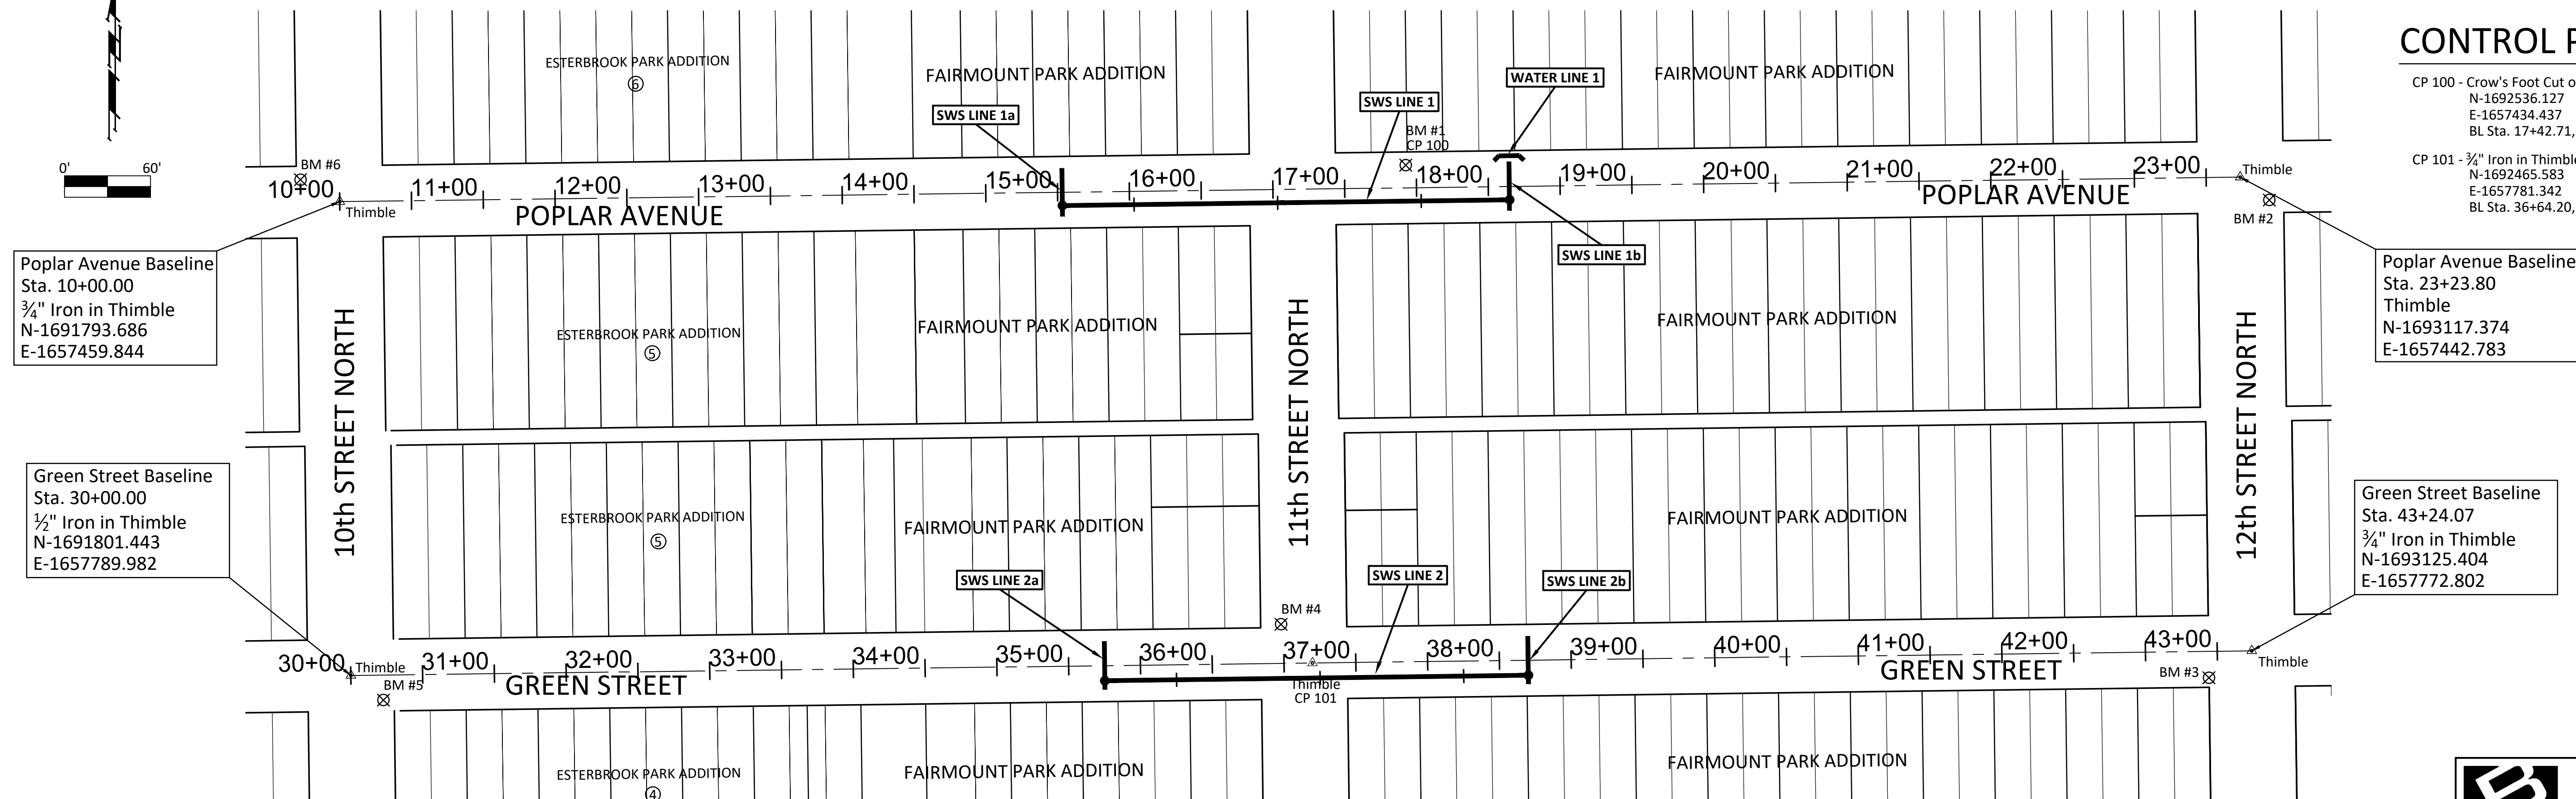 CONTROL P
CP 100 - Crow's Foot Cut o
N-1692536.127
E-1657434.437
BL Sta. 17+42.71,
CP 101 - ¾" Iron in Thimble
N-1692465.583
E-1657781.342
BL Sta. 36+64.20,
0' 60'
ESTERBROOK PARK ADDITION
6
FAIRMOUNT PARK ADDITION
FAIRMOUNT PARK ADDITION
SWS LINE 1a
SWS LINE 1
WATER LINE 1
BM #1
CP 100
BM #6
10+00 11+00 12+00 13+00 14+00 15+00 16+00 17+00 18+00 19+00 20+00 21+00 22+00 23+00
Thimble
Thimble
POPLAR AVENUE
POPLAR AVENUE
BM #2
SWS LINE 1b
Poplar Avenue Baseline
Sta. 10+00.00
¾" Iron in Thimble
N-1691793.686
E-1657459.844
Poplar Avenue Baseline
Sta. 23+23.80
Thimble
N-1693117.374
E-1657442.783
10th STREET NORTH
11th STREET NORTH
12th STREET NORTH
ESTERBROOK PARK ADDITION
5
FAIRMOUNT PARK ADDITION
FAIRMOUNT PARK ADDITION
Green Street Baseline
Sta. 30+00.00
½" Iron in Thimble
N-1691801.443
E-1657789.982
Green Street Baseline
Sta. 43+24.07
¾" Iron in Thimble
N-1693125.404
E-1657772.802
ESTERBROOK PARK ADDITION
5
FAIRMOUNT PARK ADDITION
FAIRMOUNT PARK ADDITION
SWS LINE 2a
SWS LINE 2
SWS LINE 2b
BM #4
30+00 31+00 32+00 33+00 34+00 35+00 36+00 37+00 38+00 39+00 40+00 41+00 42+00 43+00
Thimble
Thimble
BM #5
GREEN STREET
Thimble
CP 101
GREEN STREET
BM #3
ESTERBROOK PARK ADDITION
4
FAIRMOUNT PARK ADDITION
FAIRMOUNT PARK ADDITION